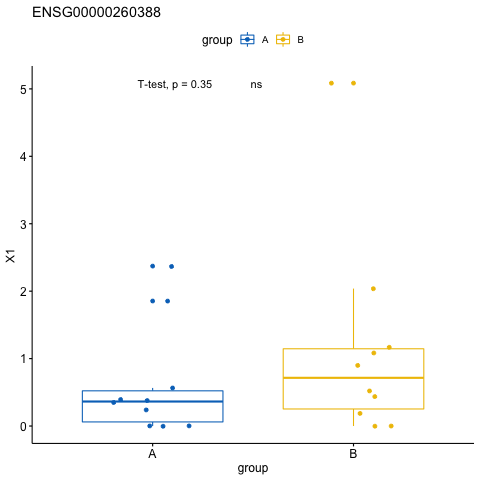 ENSG00000260388
group A B
T-test, p = 0.35 ns
5
4
3
2
1
0
X1
A B
group